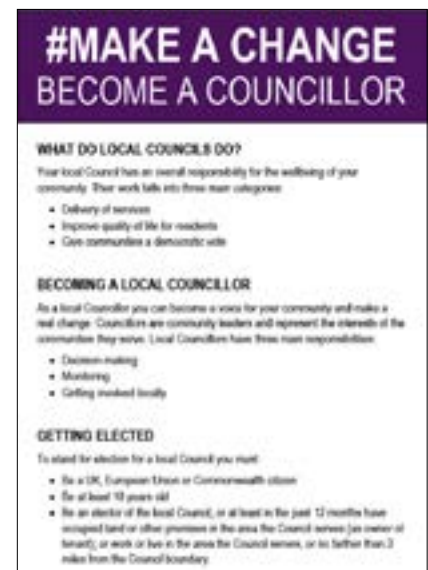 #MAKE A CHANGE
BECOME A COUNCILLOR
WHAT DO LOCAL COUNCILS DO?
Your local Council has an overall responsibility for the wellbeing of your
community. Their work falls into three main categories:
• Delivery of services
• Improve quality of life for residents
• Give communities a democratic vote
BECOMING A LOCAL COUNCILLOR
As a local Councillor you can become a voice for your community and make a
real change. Councillors are community leaders and represent the interests of the
communities they serve. Local Councillors have three main responsibilities:
• Decision making
• Monitoring
• Getting involved locally
GETTING ELECTED
To stand for election for a local Council you must:
• Be a UK, European Union or Commonwealth citizen
• Be at least 18 years old
• Be an elector of the local Council, or at least in the past 12 months have
occupied land or other premises in the area the Council serves (as owner or
tenant), or work or live in the area the Council serves, or no farther than 3
miles from the Council boundary.